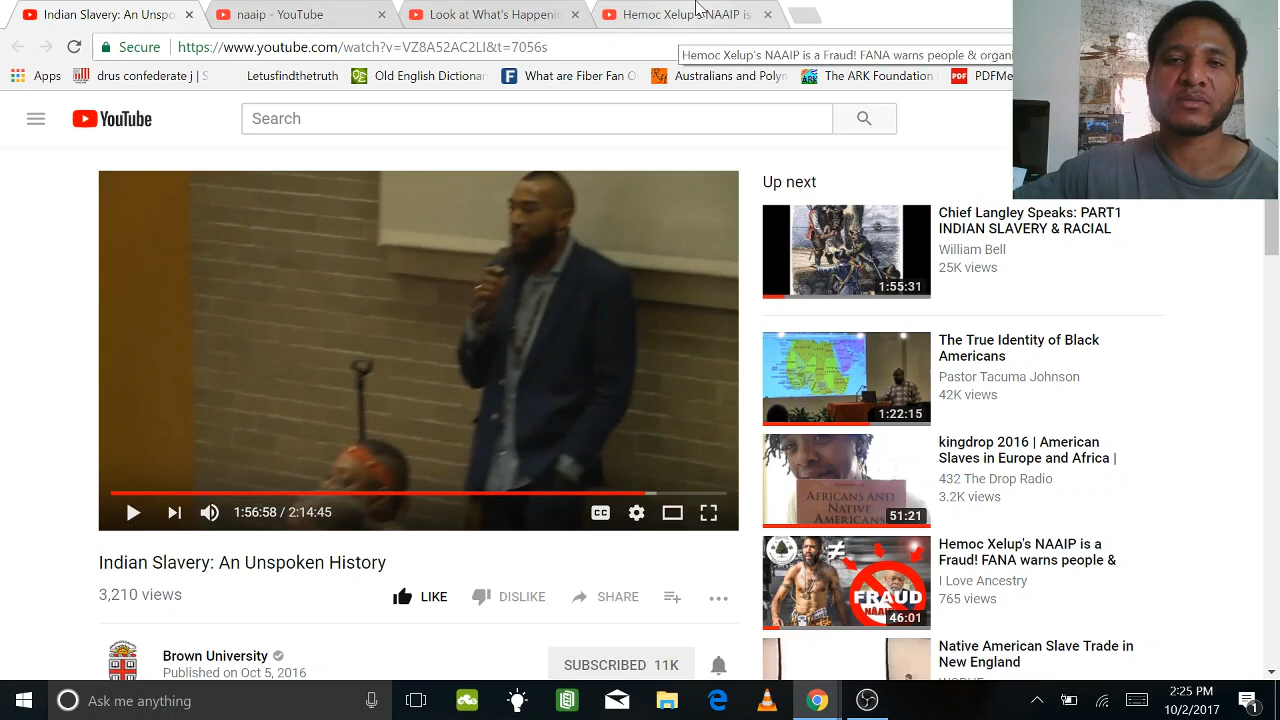 Indian Slavery: An Unspo
naaip - YouTube
Look at What's Happenin
Hemoc Xelup's NAAIP is
Secure
https://www.youtube.com/watch?v=VZ8A52AC2LI&t=7056s
Hemoc Xelup's NAAIP is a Fraud! FANA warns people & organi
Apps
drus confederate j | S
Letusfindthetruth
OE
Old English Dictionar
F
What are Fiber Fan O
Australians and Polyn
ARK
The ARK Foundation
PDF
PDFMe
YouTube
Search
Up next
Chief Langley Speaks: PART1
INDIAN SLAVERY & RACIAL
William Bell
25K views
1:55:31
The True Identity of Black
Americans
Pastor Tacuma Johnson
42K views
1:22:15
kingdrop 2016 | American
Slaves in Europe and Africa |
432 The Drop Radio
3.2K views
AFRICANS AND
NATIVE
AMERICANS
51:21
Hemoc Xelup's NAAIP is a
Fraud! FANA warns people &
I Love Ancestry
765 views
FRAUD
46:01
Native American Slave Trade in
New England
1:56:58 / 2:14:45
CC
Indian Slavery: An Unspoken History
3,210 views
LIKE
DISLIKE
SHARE
Brown University
Published on Oct 5, 2016
SUBSCRIBED 11K
Ask me anything
2:25 PM
10/2/2017
1